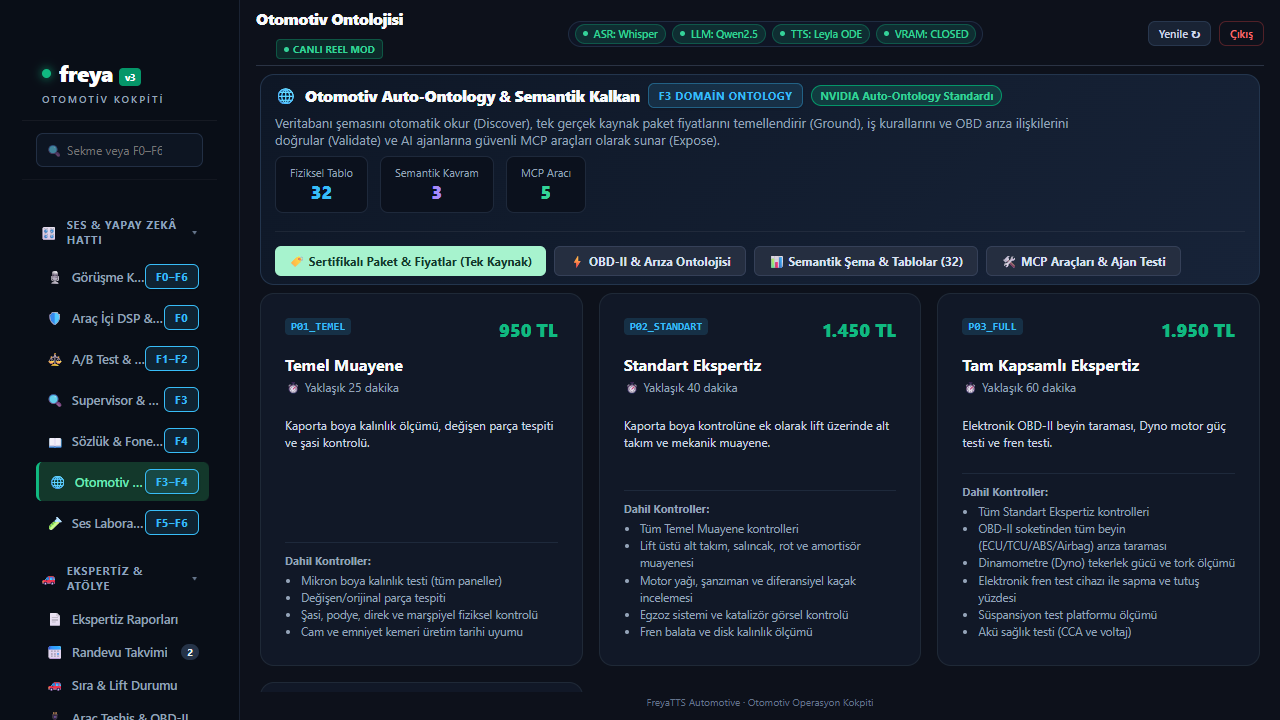 freya v3
OTOMOTİV KOKPİTİ
Sekme veya F0–F6
SES & YAPAY ZEKÂ
HATTI
Görüşme K... F0–F6
Araç İçi DSP &... F0
A/B Test & ... F1–F2
Supervisor & ... F3
Sözlük & Fone... F4
Otomotiv ... F3–F4
Ses Labora... F5–F6
EKSPERTİZ &
ATÖLYE
Ekspertiz Raporları
Randevu Takvimi 2
Sıra & Lift Durumu
Araç Teşhis & OBD-II
Otomotiv Ontolojisi
CANLI REEL MOD
ASR: Whisper
LLM: Qwen2.5
TTS: Leyla ODE
VRAM: CLOSED
Yenile ↻
Çıkış
Otomotiv Auto-Ontology & Semantik Kalkan F3 DOMAİN ONTOLOGY NVIDIA Auto-Ontology Standardı
Veritabanı şemasını otomatik okur (Discover), tek gerçek kaynak paket fiyatlarını temellendirir (Ground), iş kurallarını ve OBD arıza ilişkilerini
doğrular (Validate) ve AI ajanlarına güvenli MCP araçları olarak sunar (Expose).
Fiziksel Tablo
32
Semantik Kavram
3
MCP Aracı
5
Sertifikalı Paket & Fiyatlar (Tek Kaynak)
OBD-II & Arıza Ontolojisi
Semantik Şema & Tablolar (32)
MCP Araçları & Ajan Testi
P01_TEMEL 950 TL
Temel Muayene
Yaklaşık 25 dakika
Kaporta boya kalınlık ölçümü, değişen parça tespiti
ve şasi kontrolü.
Dahil Kontroller:
• Mikron boya kalınlık testi (tüm paneller)
• Değişen/orijinal parça tespiti
• Şasi, podye, direk ve marşpiyel fiziksel kontrolü
• Cam ve emniyet kemeri üretim tarihi uyumu
P02_STANDART 1.450 TL
Standart Ekspertiz
Yaklaşık 40 dakika
Kaporta boya kontrolüne ek olarak lift üzerinde alt
takım ve mekanik muayene.
Dahil Kontroller:
• Tüm Temel Muayene kontrolleri
• Lift üstü alt takım, salıncak, rot ve amortisör
muayenesi
• Motor yağı, şanzıman ve diferansiyel kaçak
incelemesi
• Egzoz sistemi ve katalizör görsel kontrolü
• Fren balata ve disk kalınlık ölçümü
P03_FULL 1.950 TL
Tam Kapsamlı Ekspertiz
Yaklaşık 60 dakika
Elektronik OBD-II beyin taraması, Dyno motor güç
testi ve fren testi.
Dahil Kontroller:
• Tüm Standart Ekspertiz kontrolleri
• OBD-II soketinden tüm beyin
(ECU/TCU/ABS/Airbag) arıza taraması
• Dinamometre (Dyno) tekerlek gücü ve tork ölçümü
• Elektronik fren test cihazı ile sapma ve tutuş
yüzdesi
• Süspansiyon test platformu ölçümü
• Akü sağlık testi (CCA ve voltaj)
FreyaTTS Automotive · Otomotiv Operasyon Kokpiti